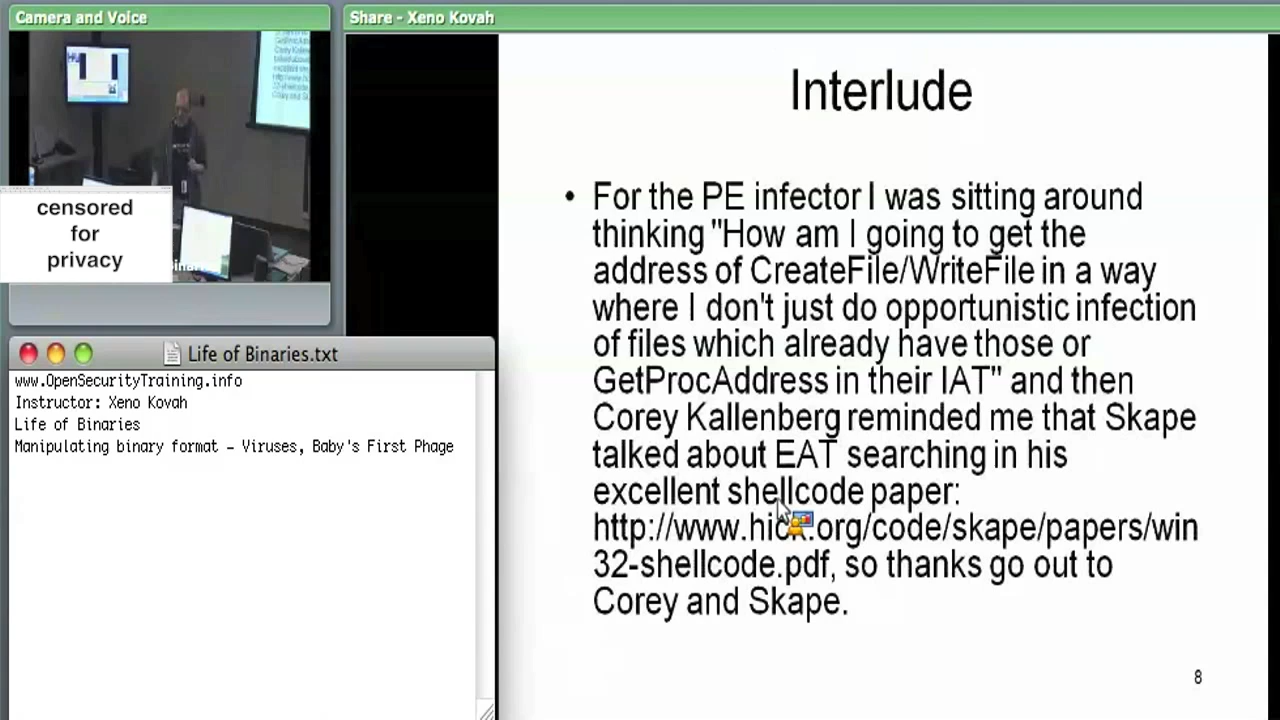 Camera and Voice
Share - Xeno Kovah
censored
for
privacy
Life of Binaries.txt
www.OpenSecurityTraining.info
Instructor: Xeno Kovah
Life of Binaries
Manipulating binary format - Viruses, Baby's First Phage
Interlude
• For the PE infector I was sitting around
thinking "How am I going to get the
address of CreateFile/WriteFile in a way
where I don't just do opportunistic infection
of files which already have those or
GetProcAddress in their IAT" and then
Corey Kallenberg reminded me that Skape
talked about EAT searching in his
excellent shellcode paper:
http://www.hick.org/code/skape/papers/win
32-shellcode.pdf, so thanks go out to
Corey and Skape.
8